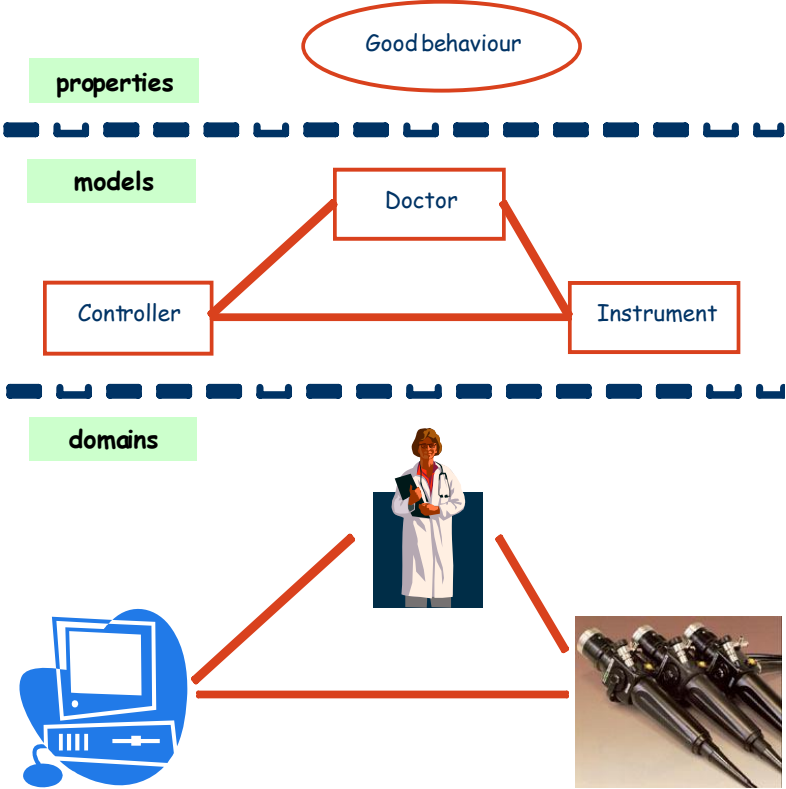 Good behaviour
properties
models
Doctor
Controller
Instrument
domains